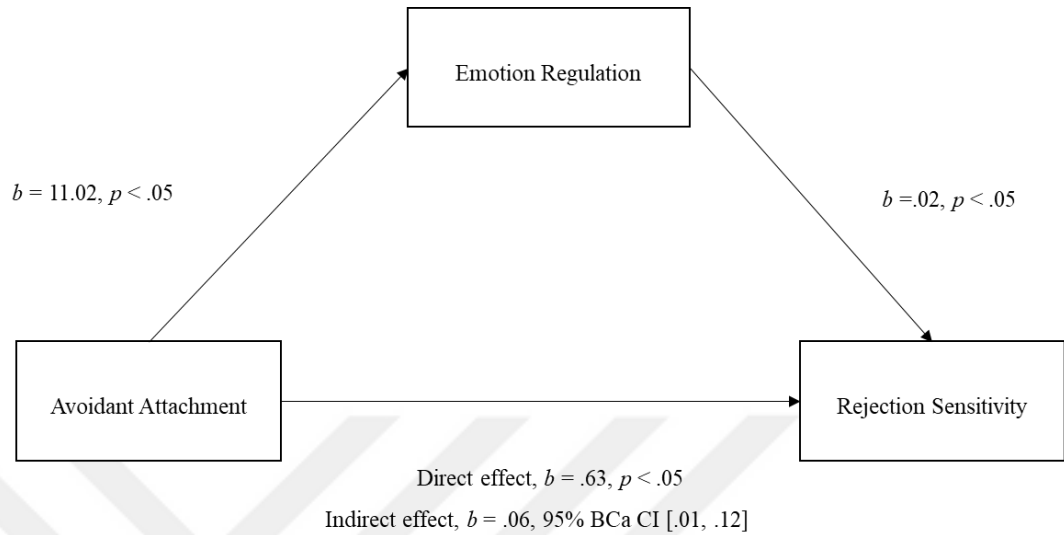 Emotion Regulation
b = 11.02, p < .05
b =.02, p < .05
Avoidant Attachment
Rejection Sensitivity
Direct effect, b = .63, p < .05
Indirect effect, b = .06, 95% BCa CI [.01, .12]